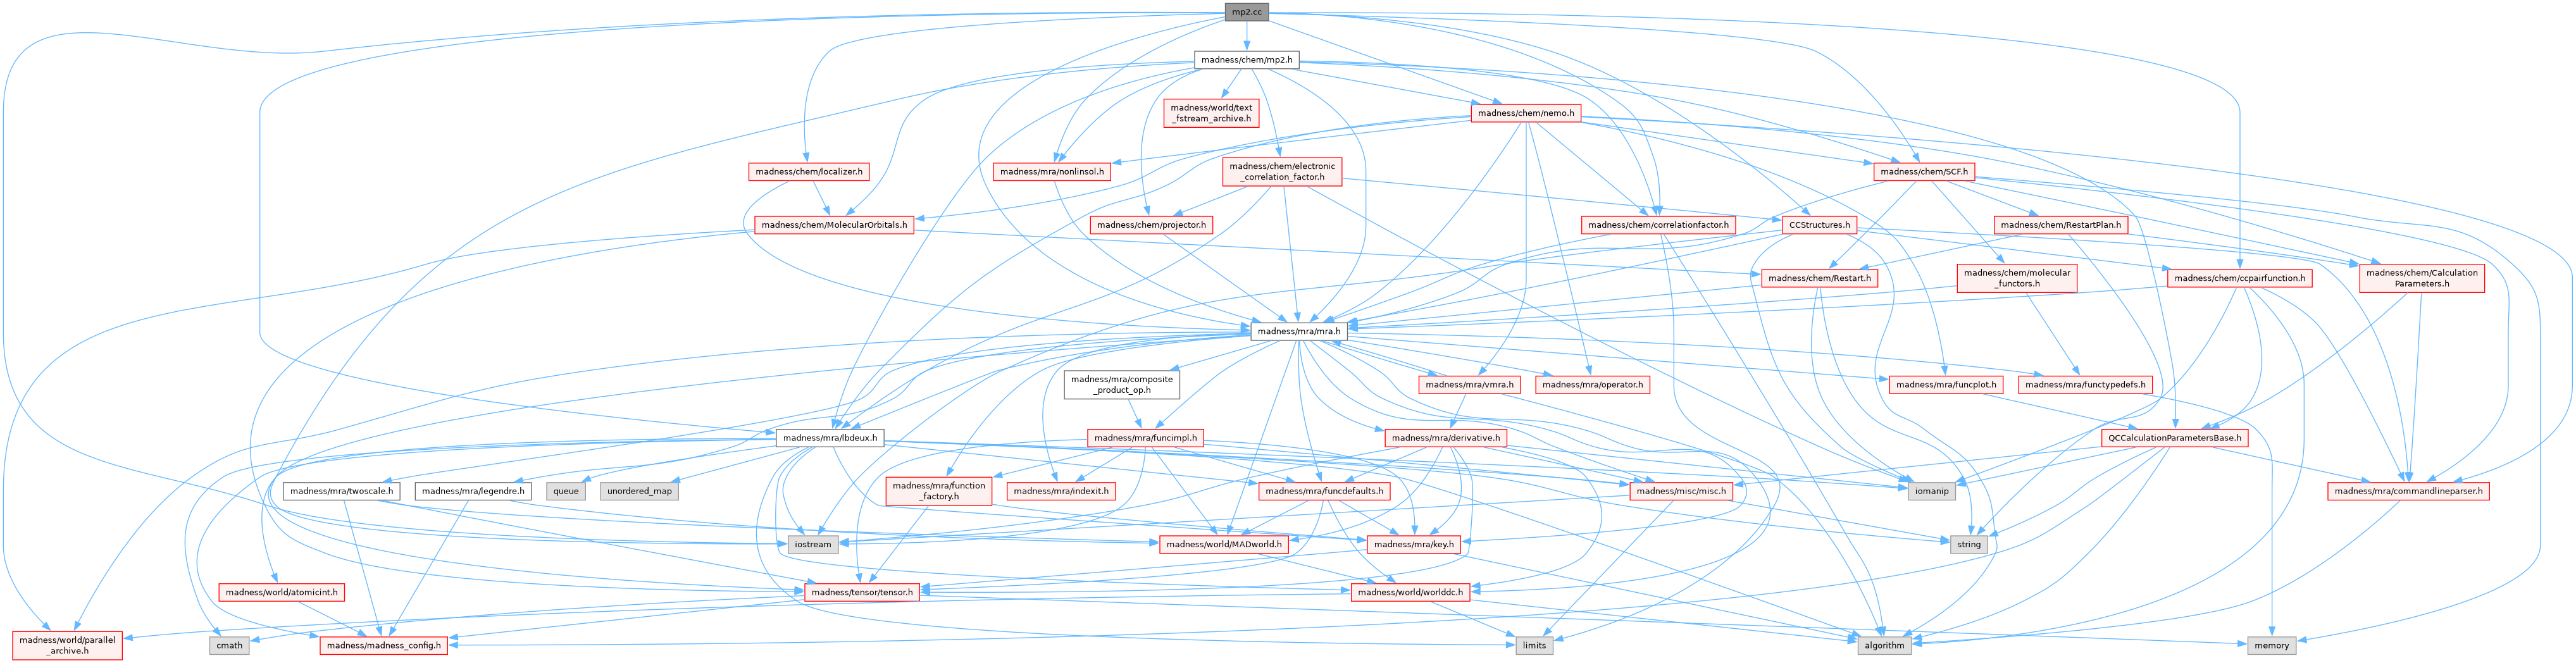 mp2.cc
madness/chem/mp2.h
madness/world/text
_fstream_archive.h
madness/chem/nemo.h
madness/chem/localizer.h
madness/mra/nonlinsol.h
madness/chem/electronic
_correlation_factor.h
madness/chem/SCF.h
madness/chem/MolecularOrbitals.h
madness/chem/projector.h
madness/chem/correlationfactor.h
CCStructures.h
madness/chem/RestartPlan.h
madness/chem/Restart.h
madness/chem/molecular
_functors.h
madness/chem/ccpairfunction.h
madness/chem/Calculation
Parameters.h
madness/mra/mra.h
madness/mra/composite
_product_op.h
madness/mra/vmra.h
madness/mra/operator.h
madness/mra/funcplot.h
madness/mra/functypedefs.h
madness/mra/lbdeux.h
madness/mra/funcimpl.h
madness/mra/derivative.h
QCCalculationParametersBase.h
madness/mra/twoscale.h
madness/mra/legendre.h
queue
unordered_map
madness/mra/function
_factory.h
madness/mra/indexit.h
madness/mra/funcdefaults.h
madness/misc/misc.h
iomanip
madness/mra/commandlineparser.h
iostream
madness/world/MADworld.h
madness/mra/key.h
string
madness/world/atomicint.h
madness/tensor/tensor.h
madness/world/worlddc.h
madness/world/parallel
_archive.h
cmath
madness/madness_config.h
limits
algorithm
memory